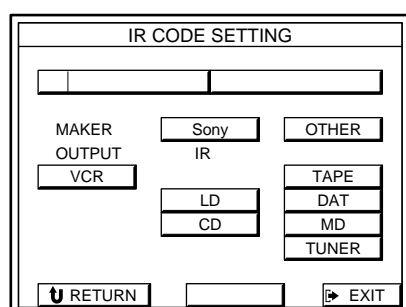 IR CODE SETTING
MAKER Sony OTHER
OUTPUT IR
VCR TAPE
LD DAT
CD MD
TUNER
RETURN EXIT